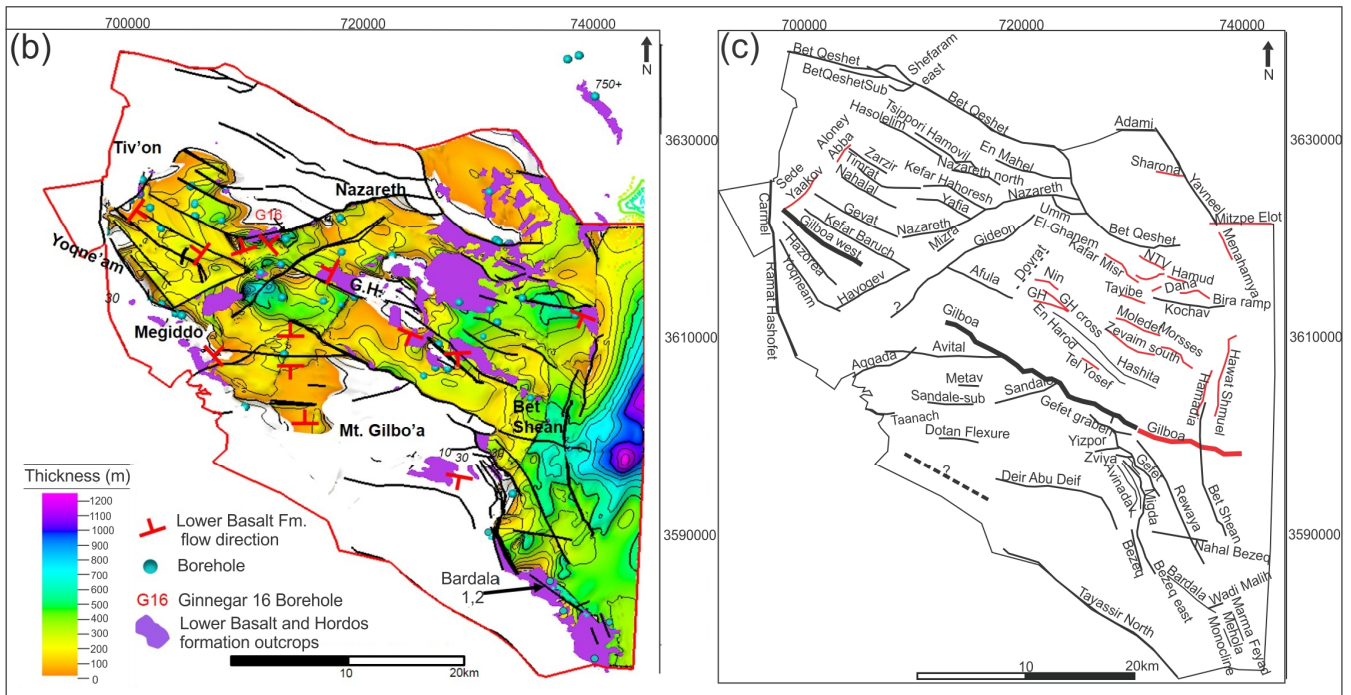 700000
720000
740000
700000
720000
740000
(b)
(c)
N
N
750+
Tiv'on
Nazareth
G16
Yoqne'am
30
G.H.
Megiddo
Bet
Sheán
Mt. Gilbo'a
10
30
30
Bardala
1,2
Thickness (m)
1200
1100
1000
900
800
700
600
500
400
300
200
100
0
Lower Basalt Fm.
flow direction
Borehole
G16 Ginnegar 16 Borehole
Lower Basalt and Hordos
formation outcrops
10
20km
3630000
3610000
3590000
3630000
3610000
3590000
Bet Qeshet
BetQeshetSub
Shefaram
east
Bet Qeshet
Tsippori Hamovil
Hasolelim
Aloney
Abba
Adami
En Mahel
Nazareth north
Zarzir
Timrat
Nahalal
Kefar Hahoresh
Sharona
Yavneel
Sede
Yaakov
Nazareth
Yafia
Carmel
Gevat
Kefar Baruch
Gilboa west
Nazareth
Mizra
Gideon
Umm
El-Ghanem
Bet Qeshet
Mitzpe Elot
Menahamya
Hazorea
Yoqneam
Hayogev
Kafar Misr
NTV
Hamud
Dovrat
Nin
Afula
Tayibe
Dana
Bira ramp
Kochav
GH
GH cross
Ramat Hashofet
?
Gilboa
En Harod
Moledet
Morsses
Zevaim south
Avital
Aqqada
Tel Yosef
Hashita
Hawat Shmuel
Hamadia
Metav
Sandale
Sandale-sub
Taanach
Gefet graben
Gilboa
Dotan Flexure
Yizpor
Zviya
Gefet
?
Deir Abu Deif
Avinadav
Migda
Rewaya
Bet Shean
Nahal Bezeq
Bezeq
Bezeq east
Bardala
Wadi Malih
Tayassir North
Marma Feyad
Mehola
Monocline
10
20km